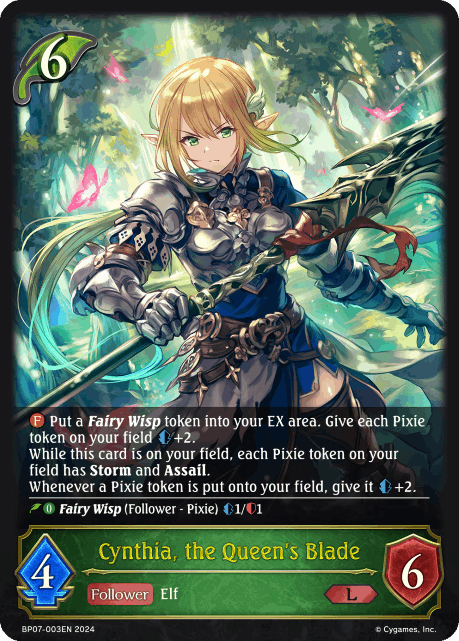 6
F Put a Fairy Wisp token into your EX area. Give each Pixie
token on your field +2.
While this card is on your field, each Pixie token on your
field has Storm and Assail.
Whenever a Pixie token is put onto your field, give it +2.
0 Fairy Wisp (Follower - Pixie) 1/1
Cynthia, the Queen's Blade
4
Follower Elf
L
6
BP07-003EN 2024
© Cygames, Inc.